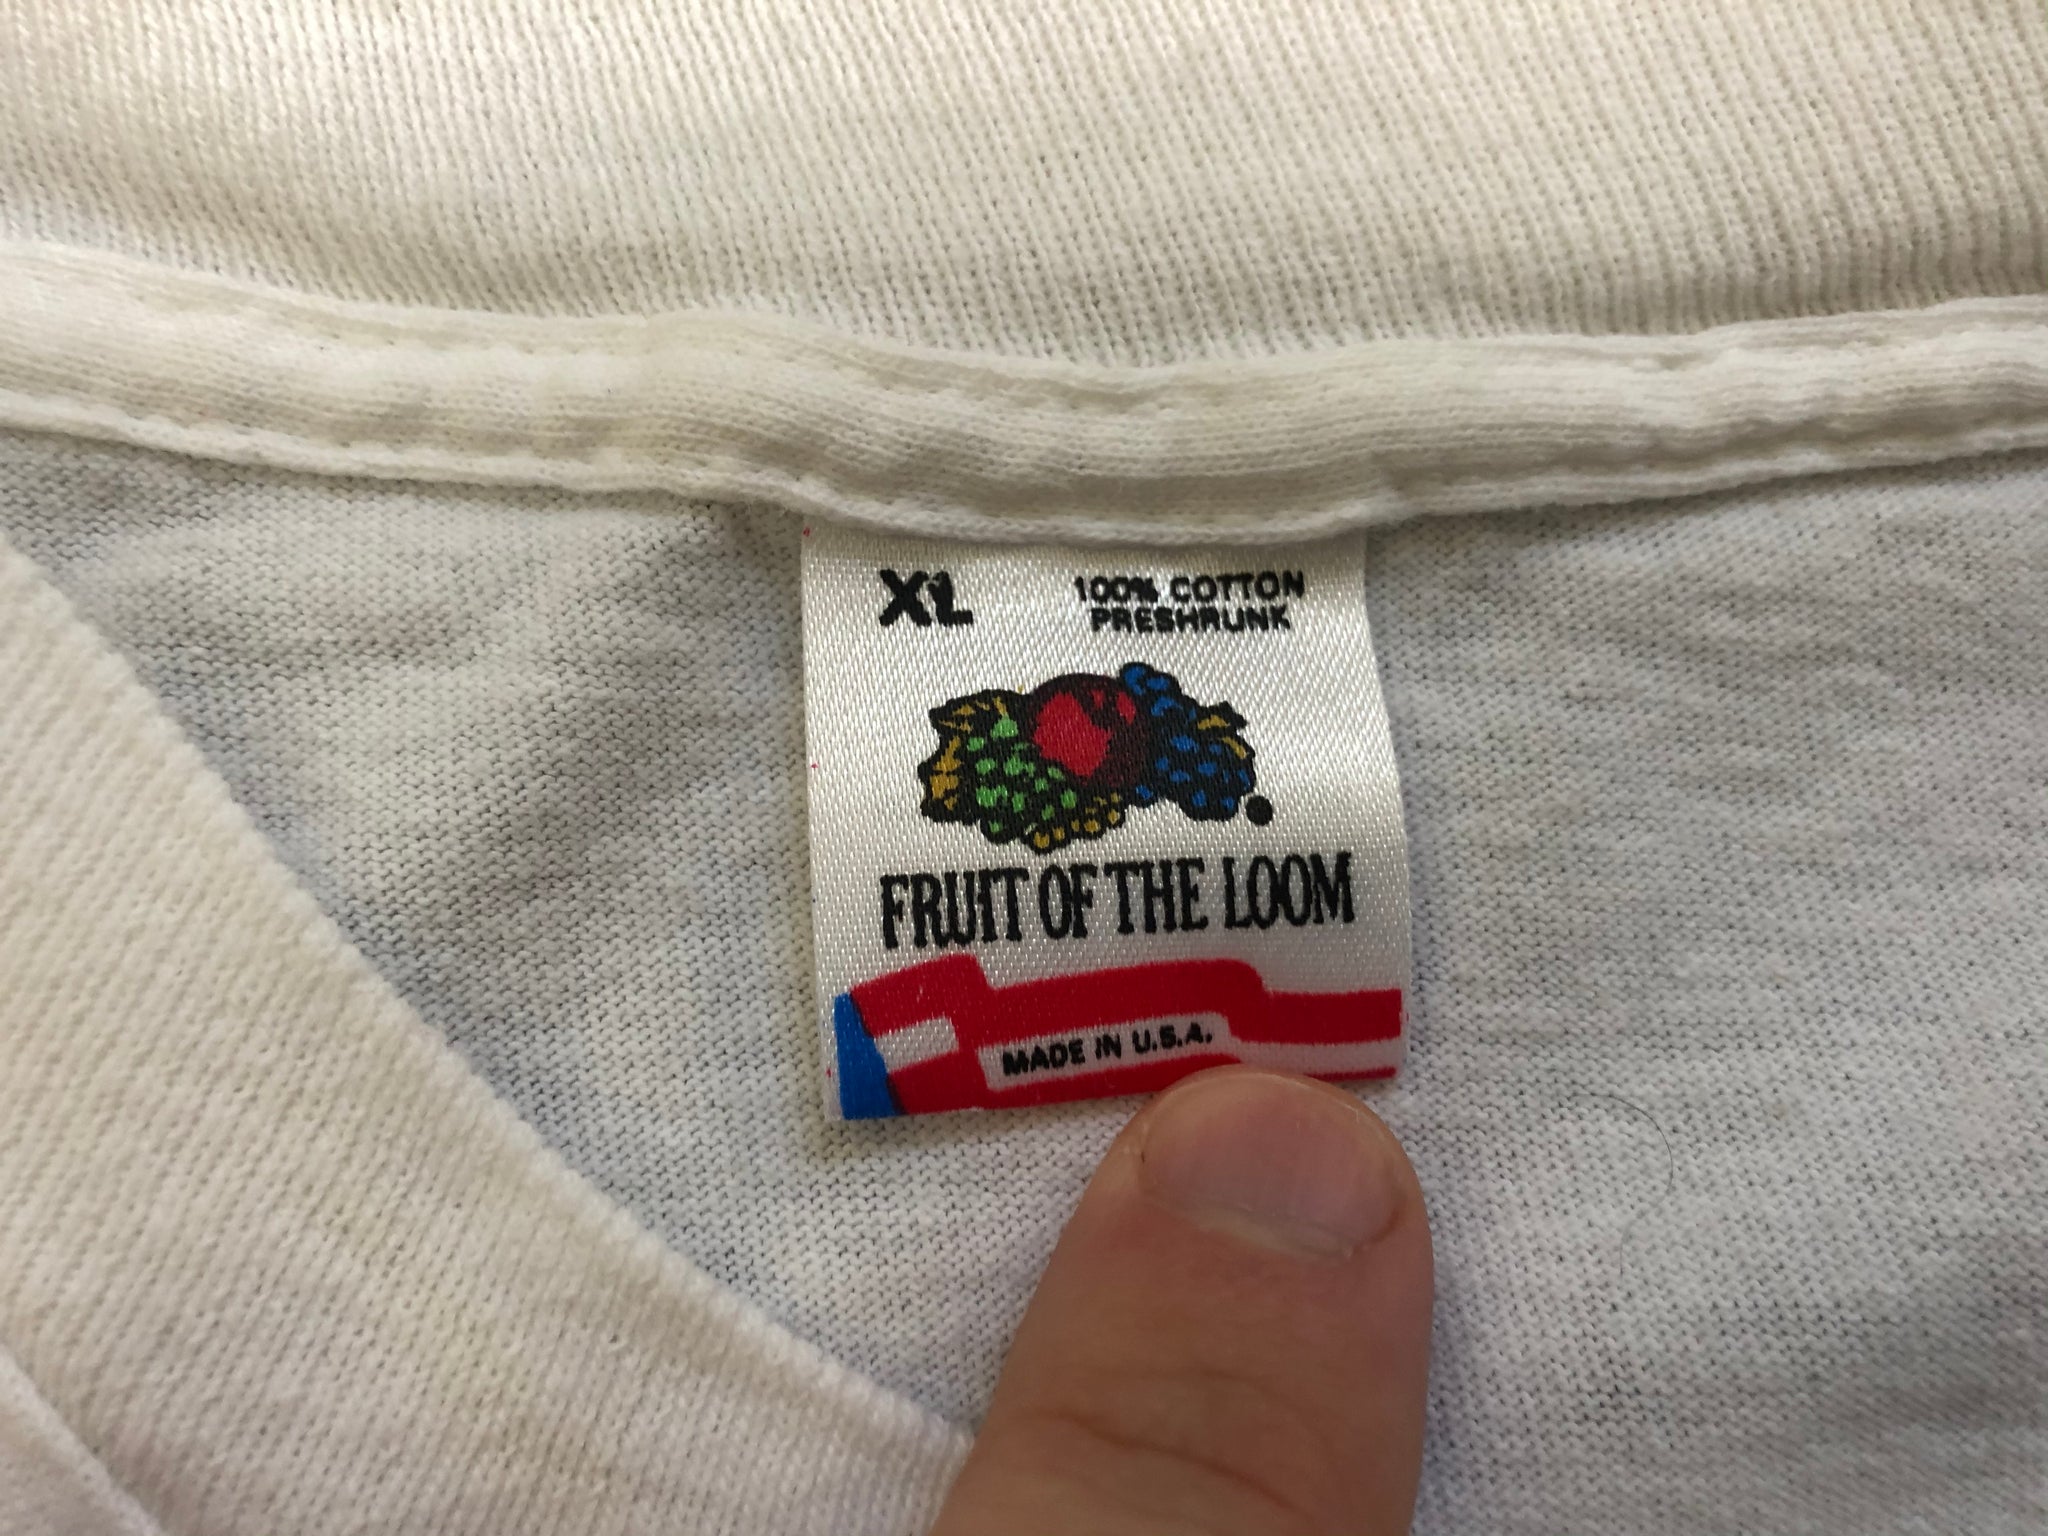 XL
100% COTTON
PRESHRUNK
FRUIT OF THE LOOM
MADE IN U.S.A.